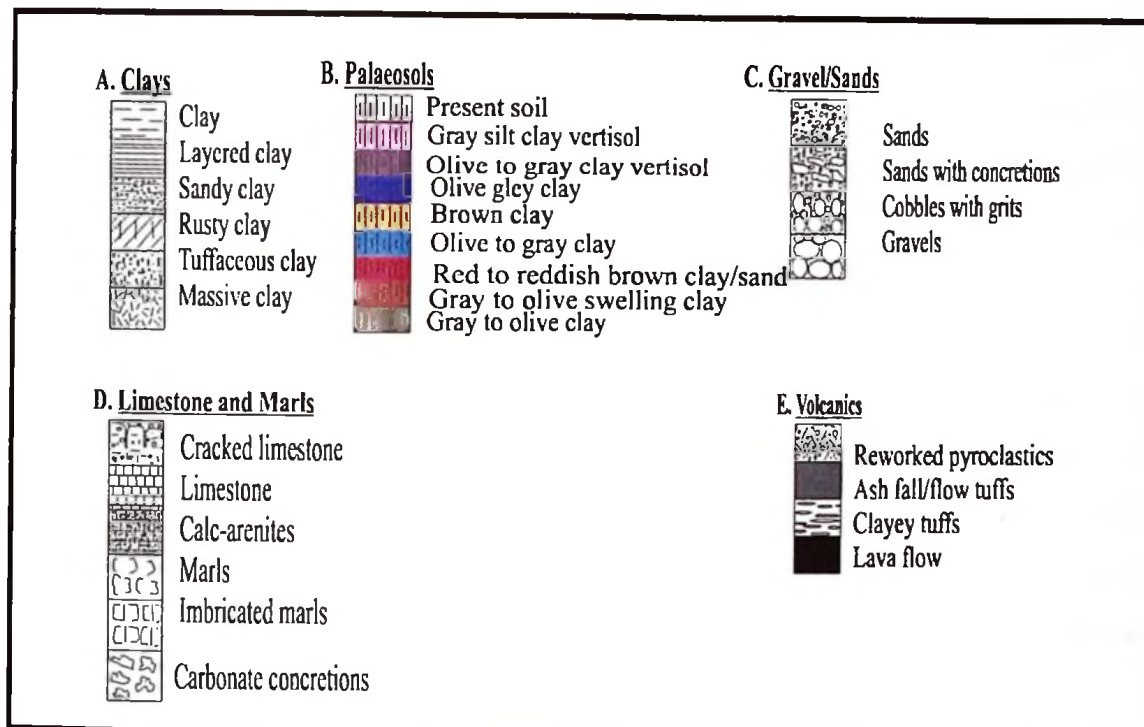 A. Clays
Clay
Layered clay
Sandy clay
Rusty clay
Tuffaceous clay
Massive clay
B. Palaeosols
Present soil
Gray silt clay vertisol
Olive to gray clay vertisol
Olive gley clay
Brown clay
Olive to gray clay
Red to reddish brown clay/sand
Gray to olive swelling clay
Gray to olive clay
C. Gravel/Sands
Sands
Sands with concretions
Cobbles with grits
Gravels
D. Limestone and Marls
Cracked limestone
Limestone
Calc-arenites
Marls
Imbricated marls
Carbonate concretions
E. Volcanics
Reworked pyroclastics
Ash fall/flow tuffs
Clayey tuffs
Lava flow